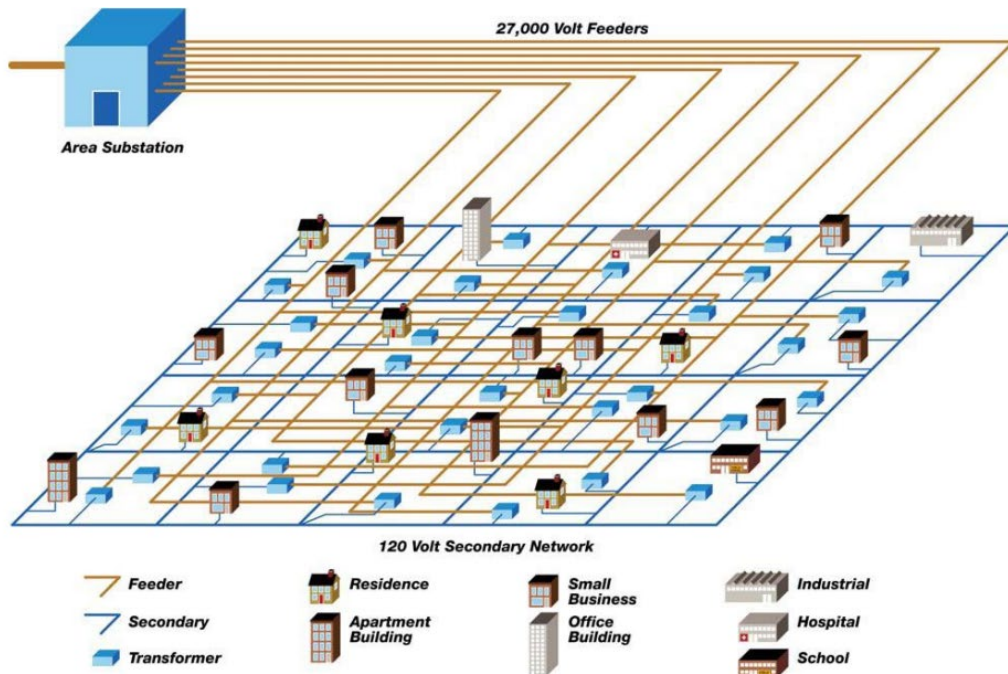 27,000 Volt Feeders
Area Substation
120 Volt Secondary Network
Feeder
Secondary
Transformer
Residence
Apartment
Building
Small
Business
Office
Building
Industrial
Hospital
School